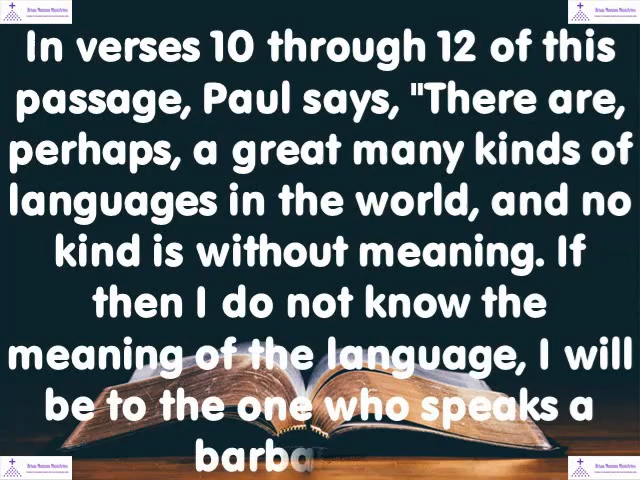 In verses 10 through 12 of this
passage, Paul says, "There are,
perhaps, a great many kinds of
languages in the world, and no
kind is without meaning. If
then I do not know the
meaning of the language, I will
be to the one who speaks a
barba